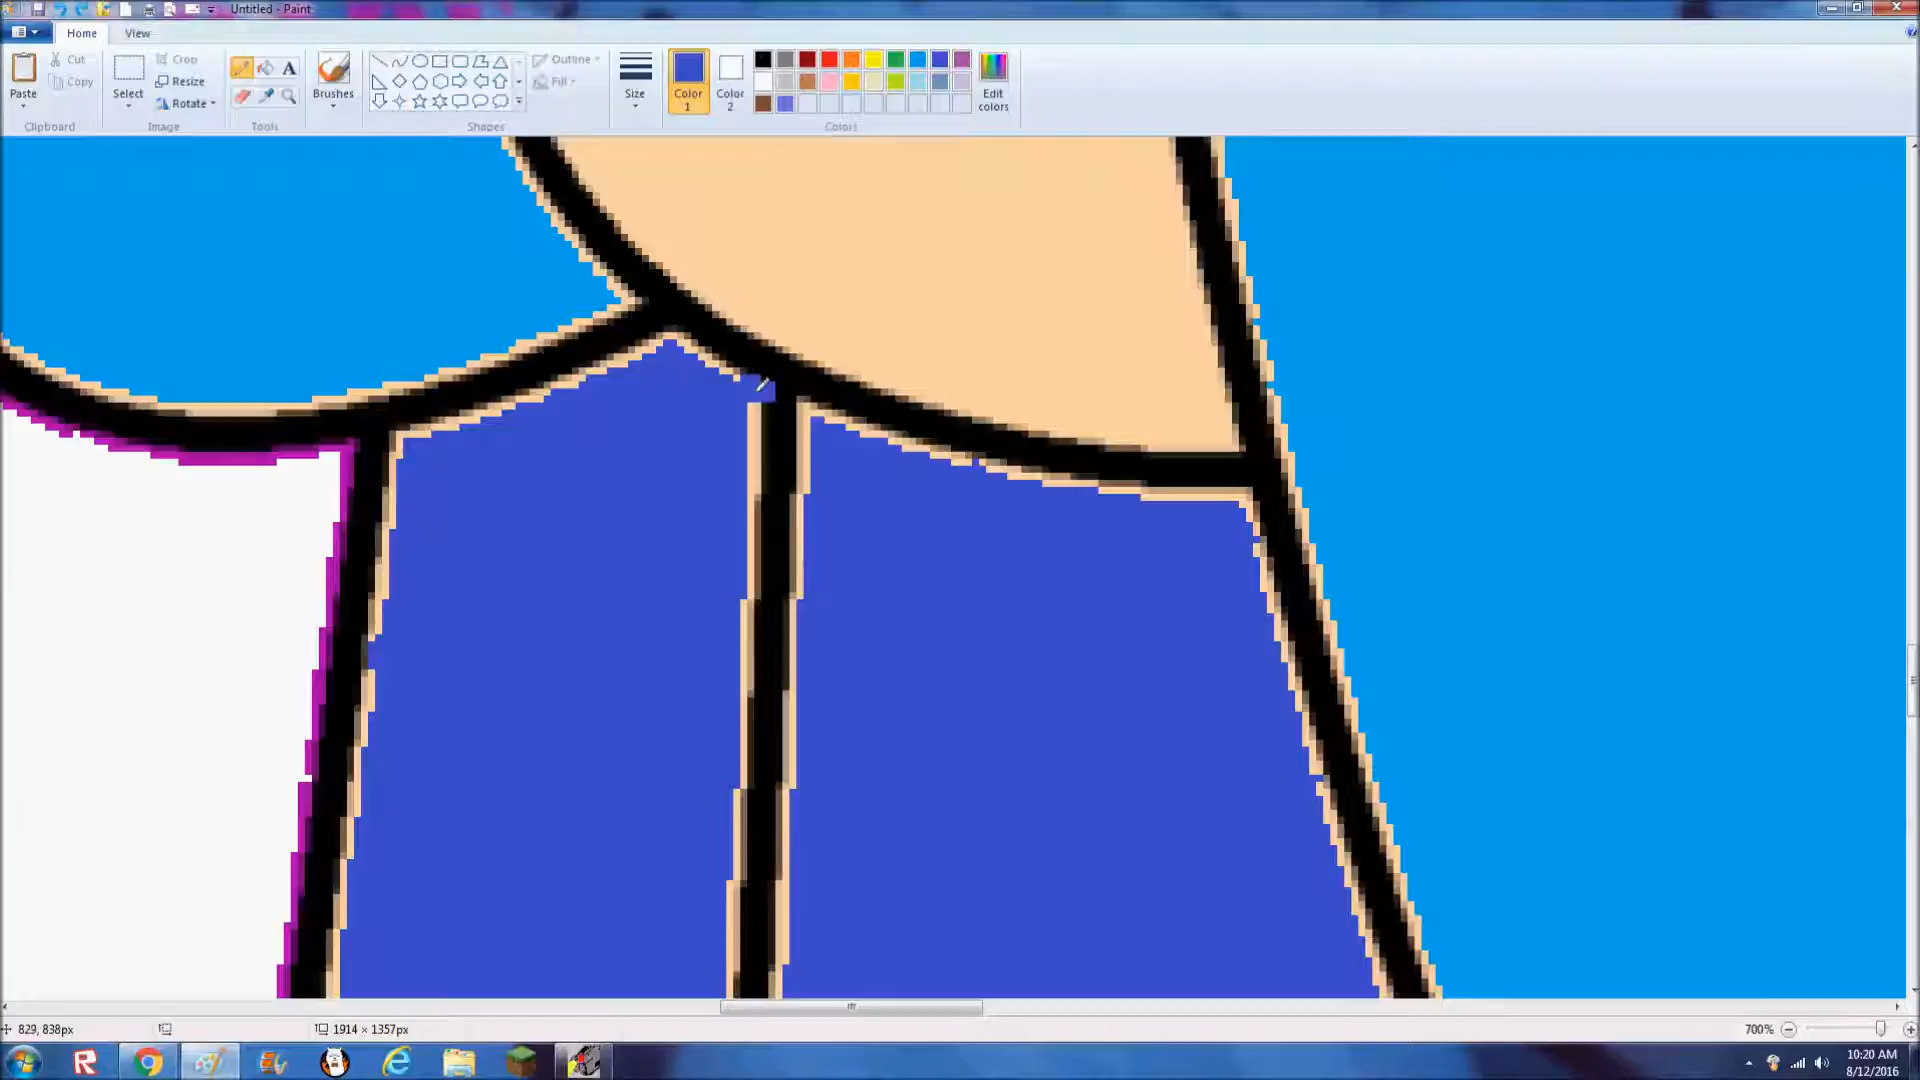 Untitled - Paint
Home View
Paste
Cut
Copy
Clipboard
Select
Crop
Resize
Rotate
Image
A
Tools
Brushes
Outline
Fill
Shapes
Size
Color 1
Color 2
Edit colors
Colors
829, 838px
1914 × 1357px
700%
10:20 AM
8/12/2016